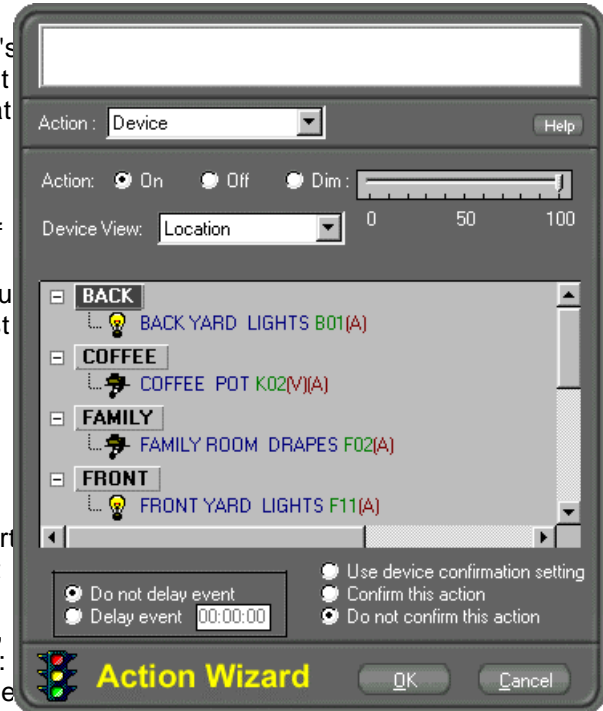 's
t
at
Action : Device
Help
Action: On Off Dim :
0 50 100
Device View: Location
u
st
BACK
BACK YARD LIGHTS B01(A)
COFFEE
COFFEE POT K02(V)(A)
FAMILY
FAMILY ROOM DRAPES F02(A)
FRONT
FRONT YARD LIGHTS F11(A)
rt
Use device confirmation setting
Do not delay event
Confirm this action
Delay event 00:00:00
Do not confirm this action
,
:
e
Action Wizard
OK
Cancel